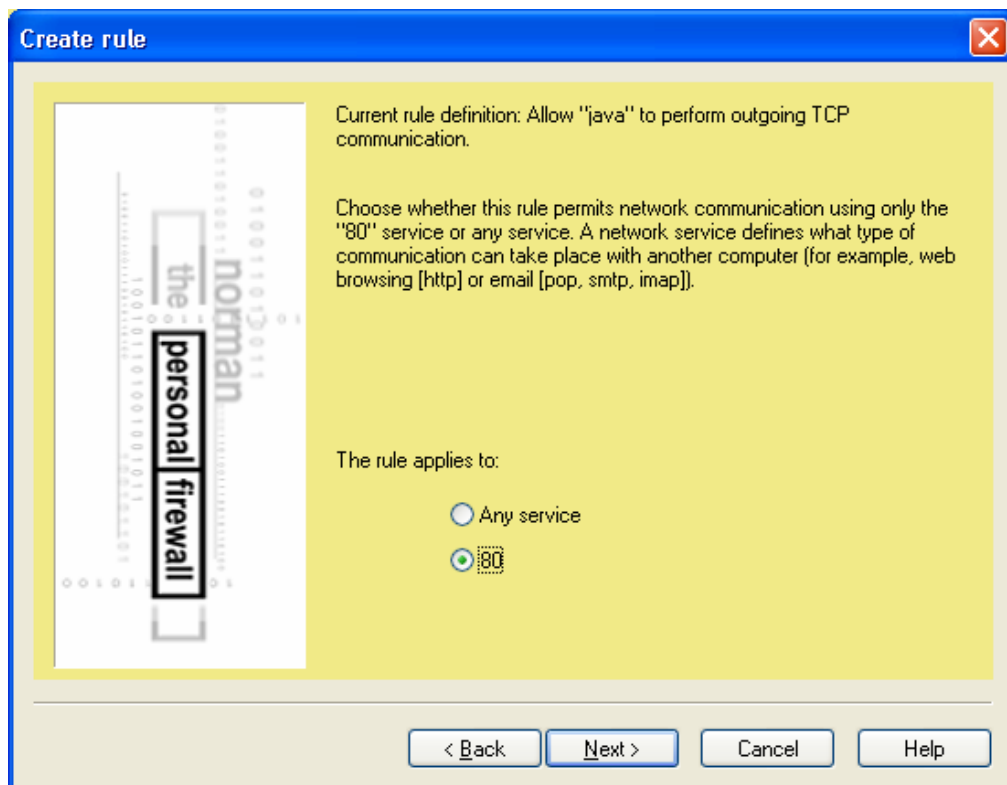 Create rule
Current rule definition: Allow "java" to perform outgoing TCP
communication.
Choose whether this rule permits network communication using only the
"80" service or any service. A network service defines what type of
communication can take place with another computer (for example, web
browsing [http] or email [pop, smtp, imap]).
the
norman
personal firewall
The rule applies to:
Any service
80
< Back
Next >
Cancel
Help